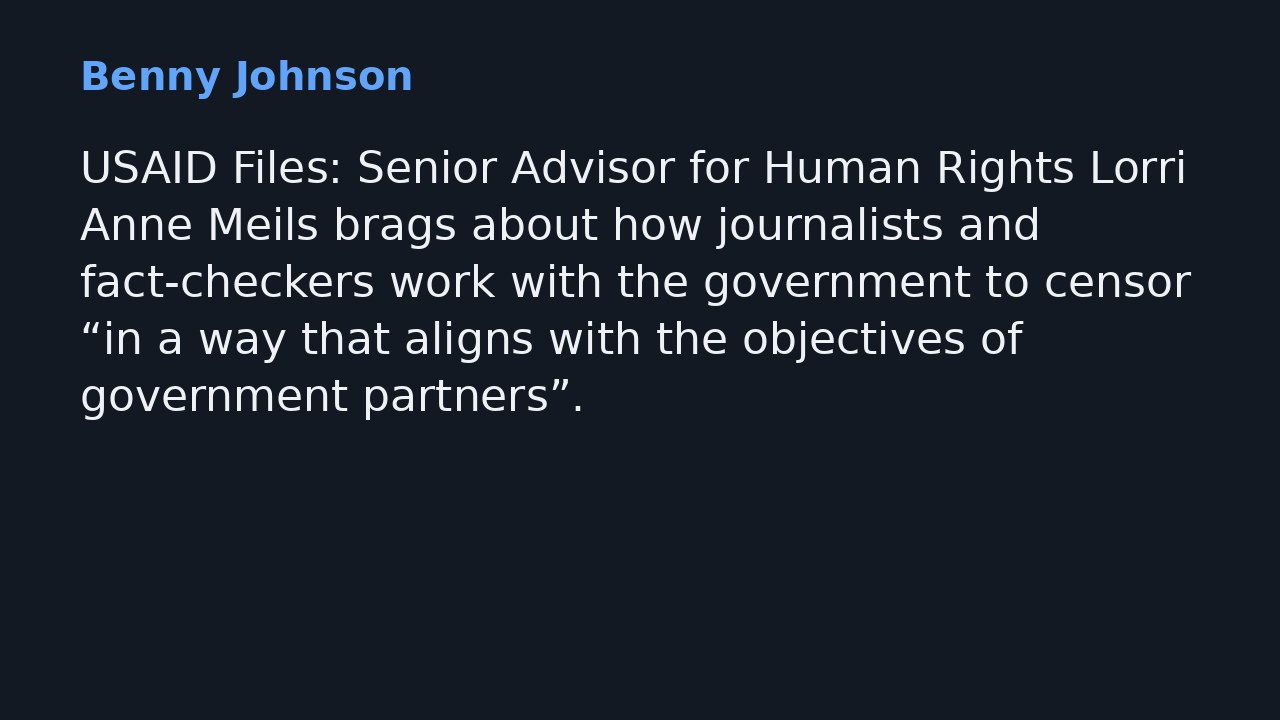 Benny Johnson
USAID Files: Senior Advisor for Human Rights Lorri
Anne Meils brags about how journalists and
fact-checkers work with the government to censor
“in a way that aligns with the objectives of
government partners”.